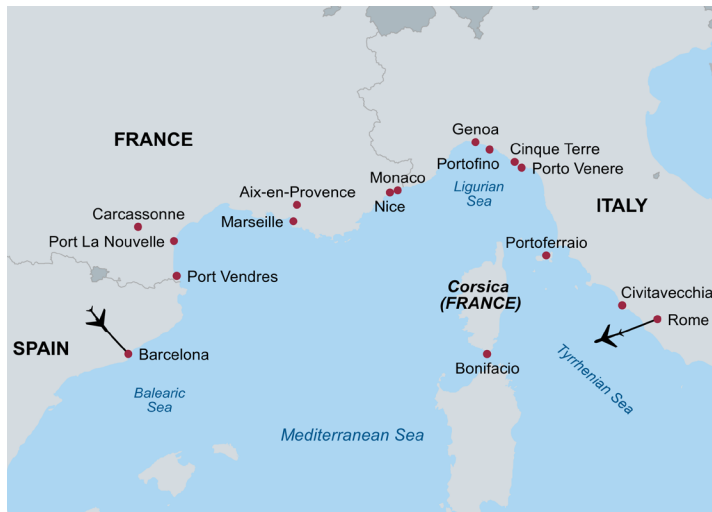 FRANCE
Genoa
Cinque Terre
Portofino
Porto Venere
Monaco
Ligurian
Sea
Aix-en-Provence
Nice
ITALY
Carcassonne
Marseille
Port La Nouvelle
Portoferraio
Port Vendres
Corsica
(FRANCE)
Civitavecchia
Rome
SPAIN
Barcelona
Bonifacio
Tyrrhenian Sea
Balearic
Sea
Mediterranean Sea